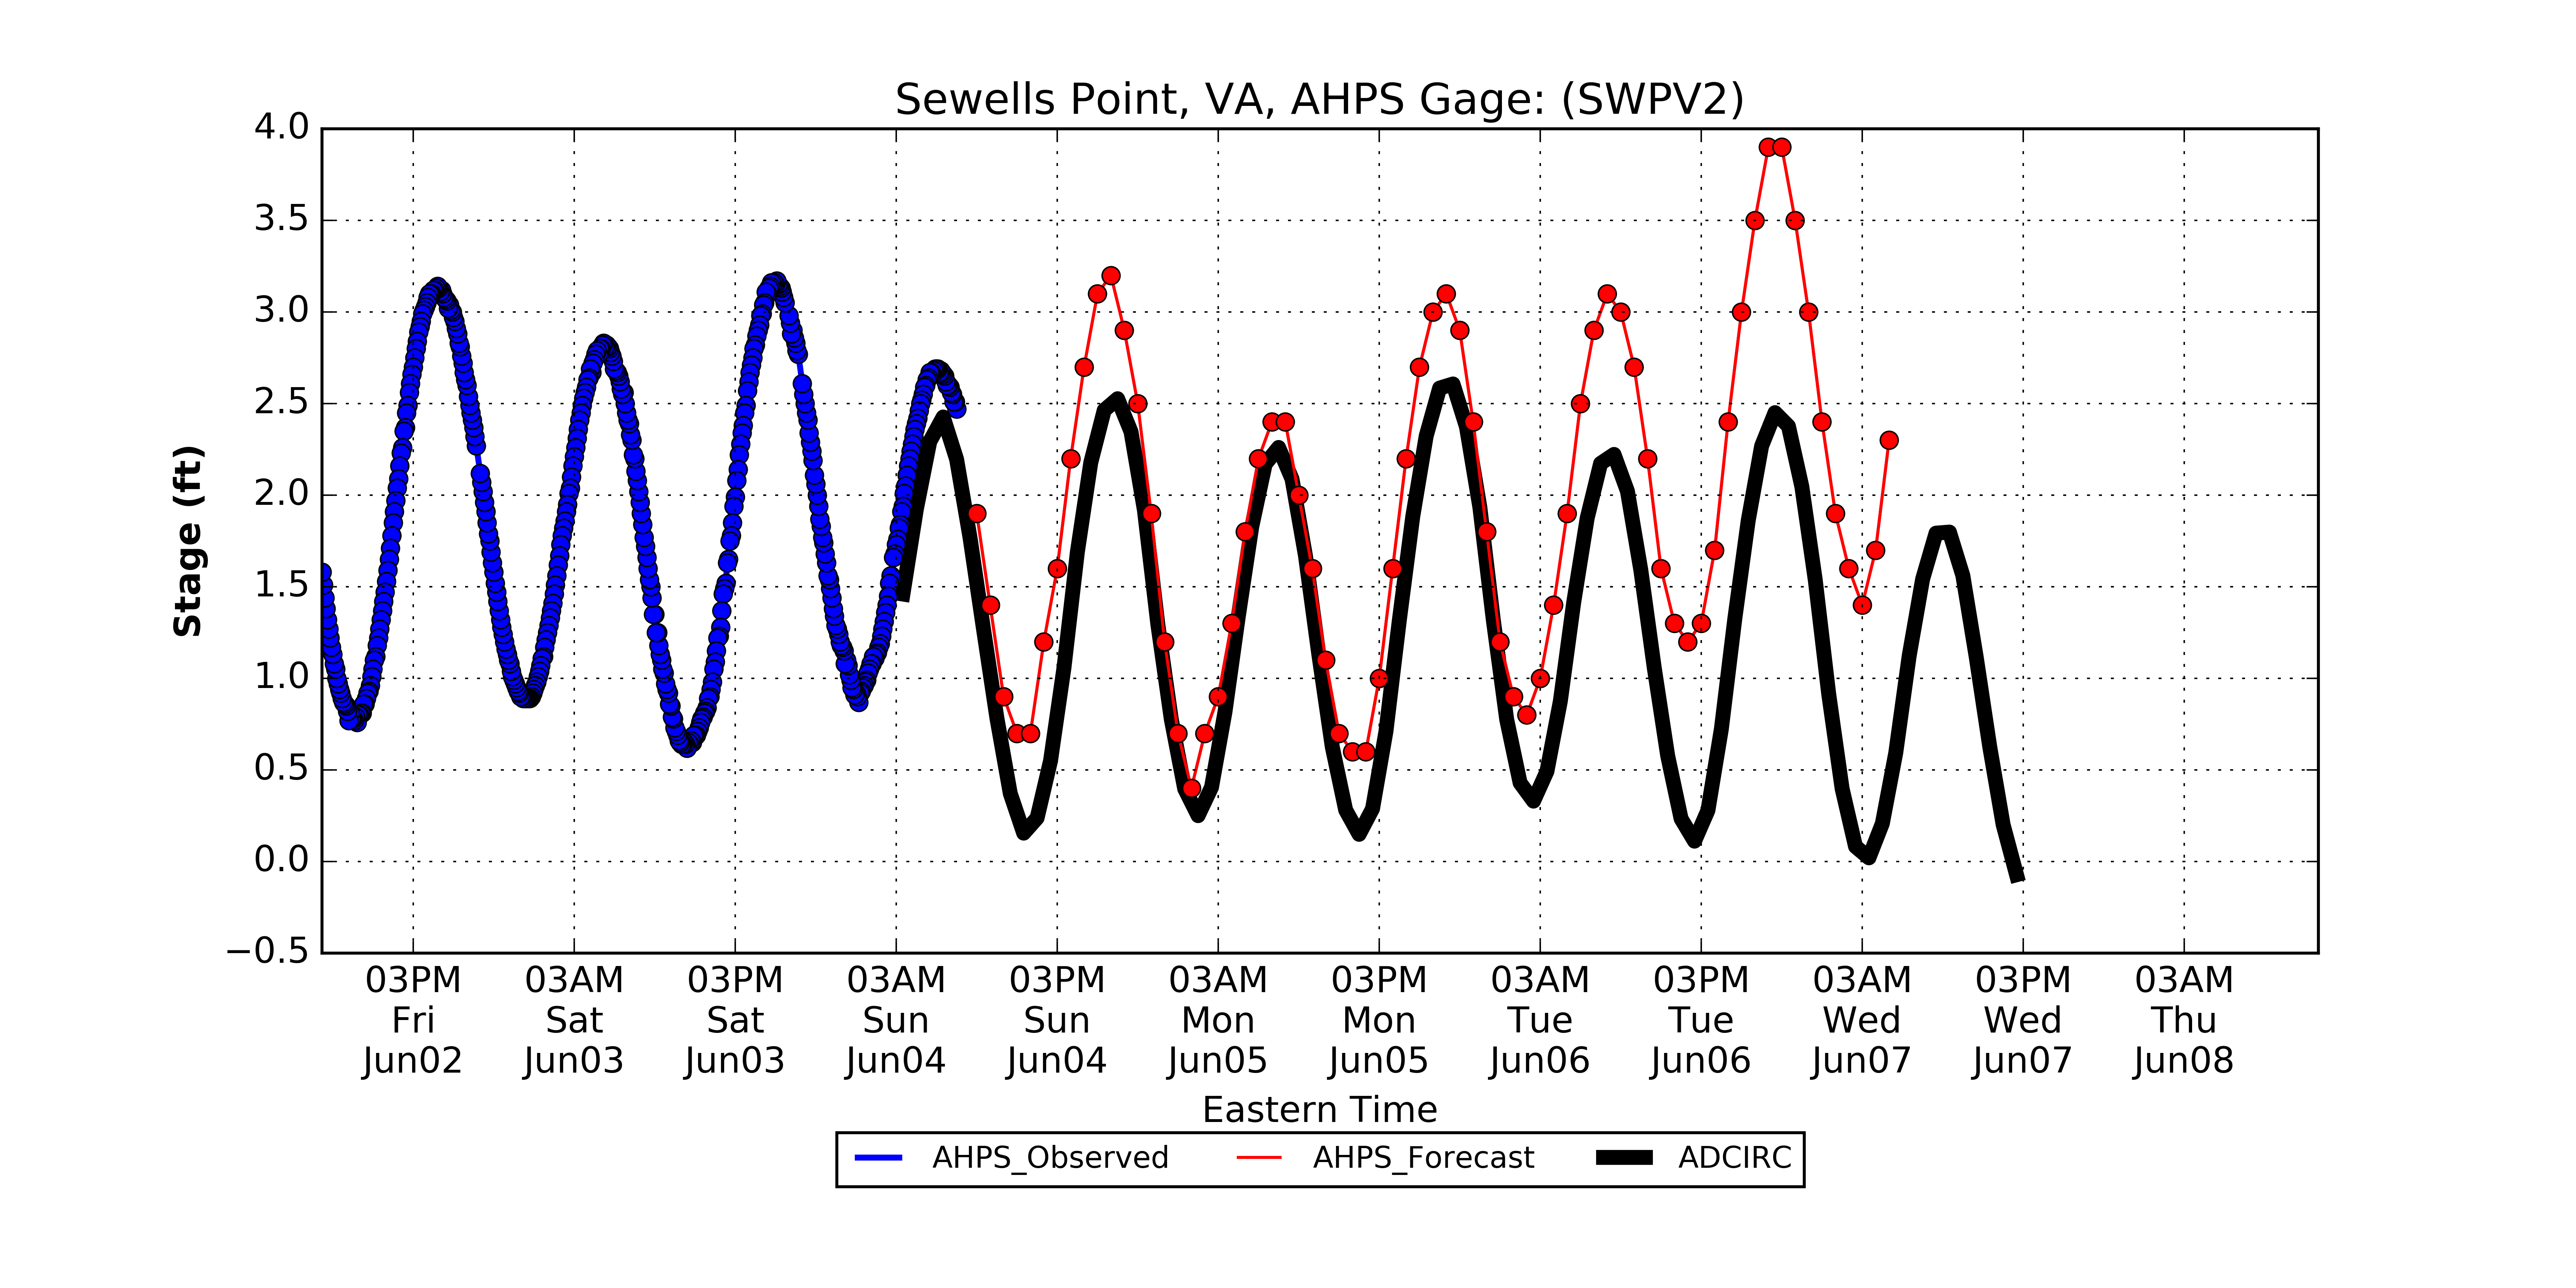 Sewells Point, VA, AHPS Gage: (SWPV2)
4.0
3.5
3.0
2.5
2.0
1.5
1.0
0.5
0.0
−0.5
Stage (ft)
03PM 03AM 03PM 03AM 03PM 03AM 03PM 03AM 03PM 03AM 03PM 03AM
Fri Sat Sat Sun Sun Mon Mon Tue Tue Wed Wed Thu
Jun02 Jun03 Jun03 Jun04 Jun04 Jun05 Jun05 Jun06 Jun06 Jun07 Jun07 Jun08
Eastern Time
AHPS_Observed AHPS_Forecast ADCIRC